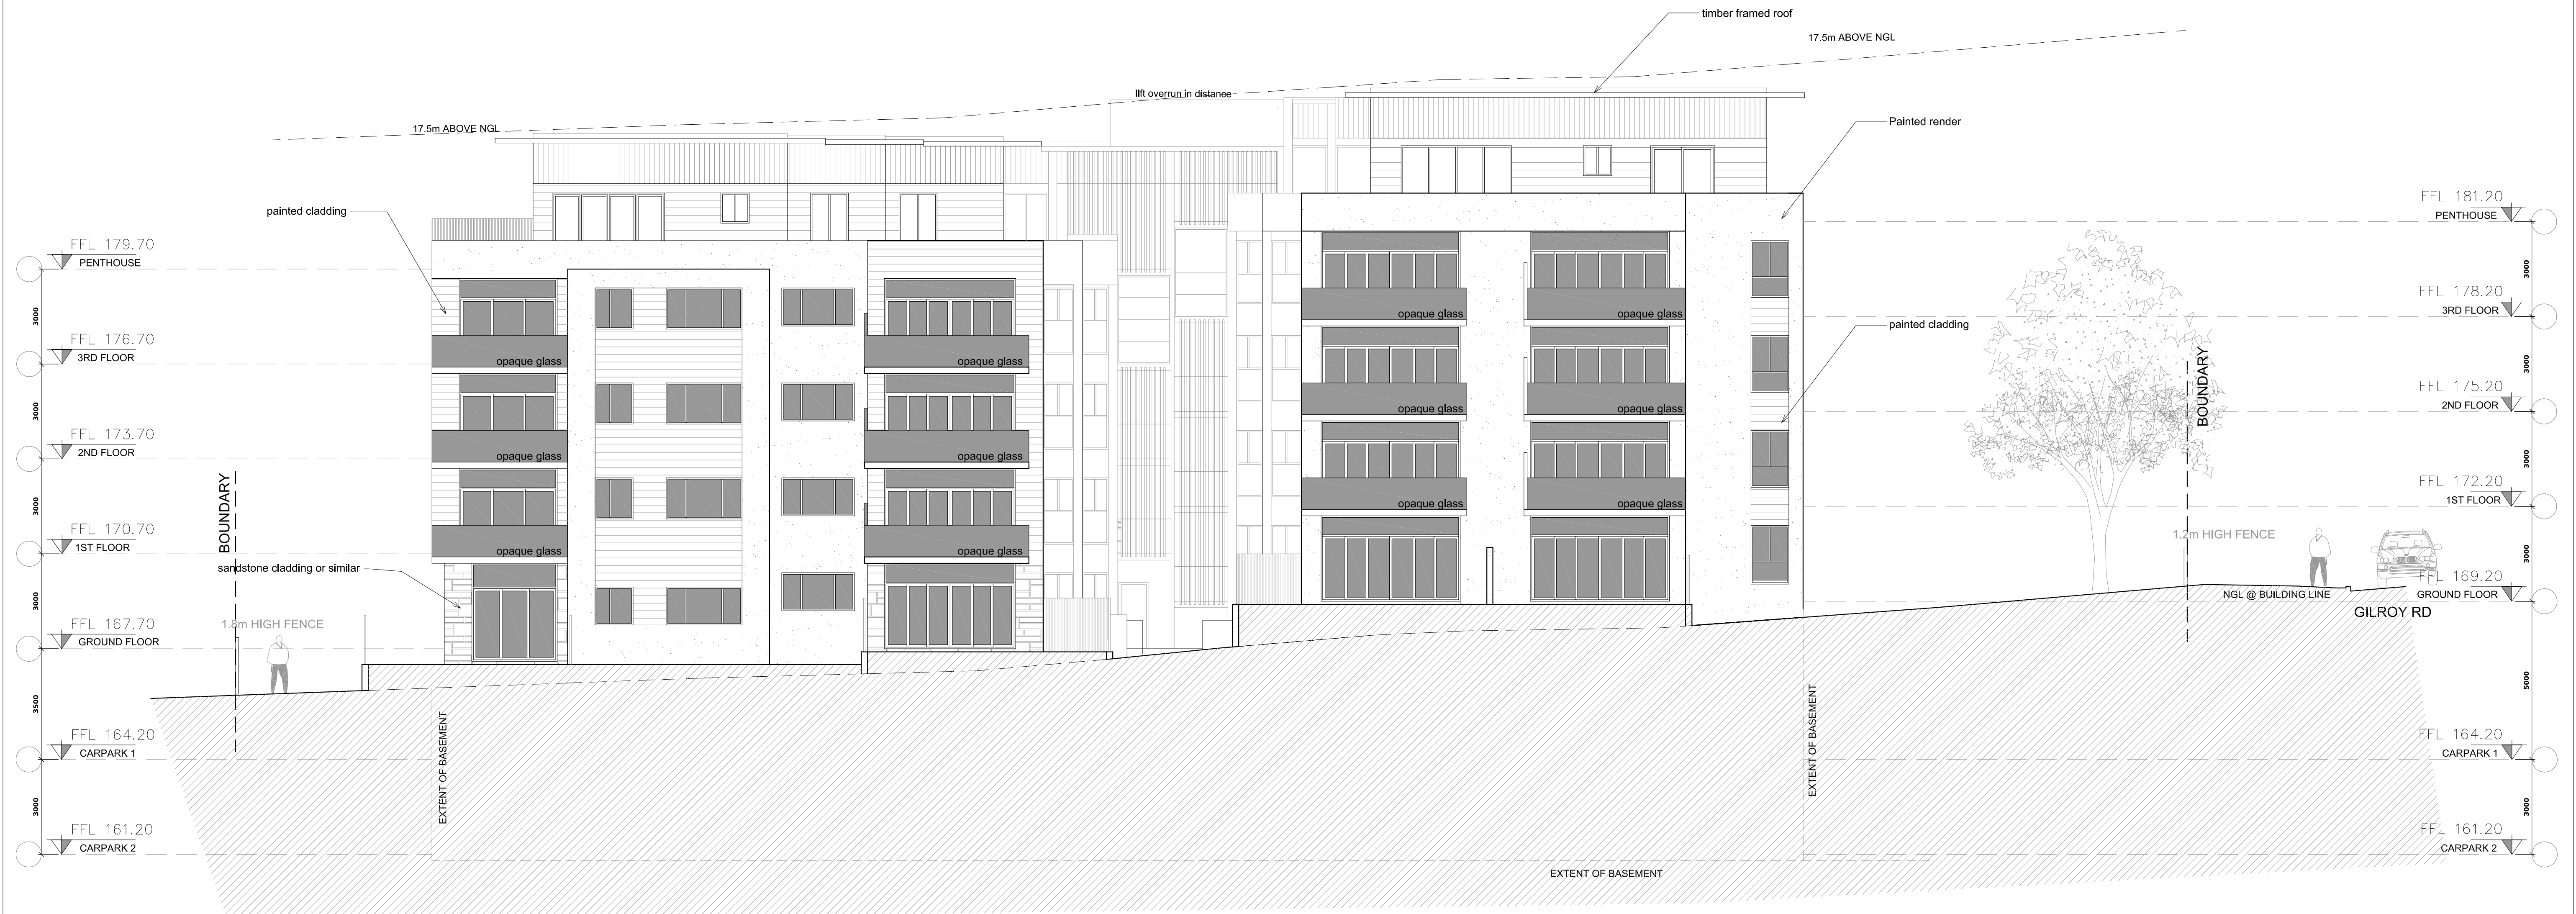 timber framed roof
17.5m ABOVE NGL
lift overrun in distance
17.5m ABOVE NGL
Painted render
painted cladding
FFL 179.70
PENTHOUSE
3000
FFL 176.70
3RD FLOOR
3000
FFL 173.70
2ND FLOOR
3000
FFL 170.70
1ST FLOOR
3000
FFL 167.70
GROUND FLOOR
3500
FFL 164.20
CARPARK 1
3000
FFL 161.20
CARPARK 2
BOUNDARY
sandstone cladding or similar
1.8m HIGH FENCE
opaque glass
opaque glass
opaque glass
opaque glass
opaque glass
opaque glass
opaque glass
opaque glass
opaque glass
opaque glass
opaque glass
opaque glass
painted cladding
BOUNDARY
1.2m HIGH FENCE
NGL @ BUILDING LINE
GILROY RD
EXTENT OF BASEMENT
EXTENT OF BASEMENT
EXTENT OF BASEMENT
FFL 181.20
PENTHOUSE
3000
FFL 178.20
3RD FLOOR
3000
FFL 175.20
2ND FLOOR
3000
FFL 172.20
1ST FLOOR
3000
FFL 169.20
GROUND FLOOR
5000
FFL 164.20
CARPARK 1
3000
FFL 161.20
CARPARK 2